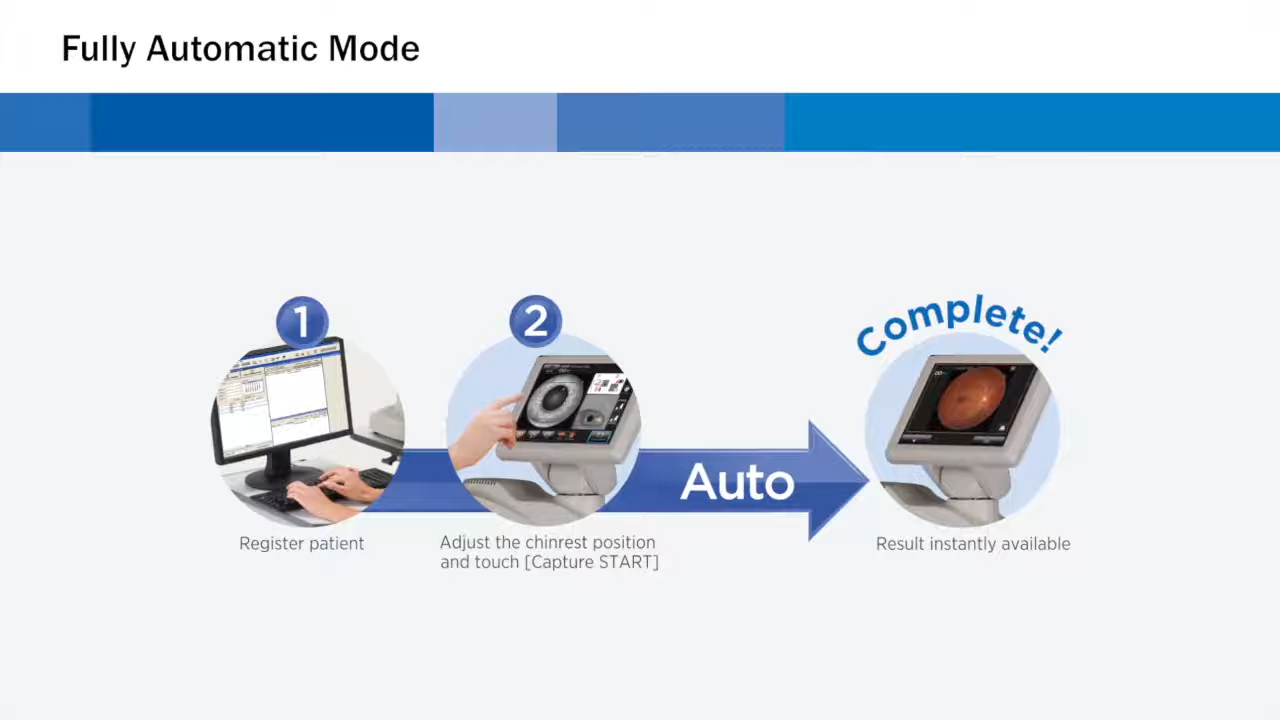 Fully Automatic Mode
1
2
Complete!
Auto
Register patient
Adjust the chinrest position
and touch [Capture START]
Result instantly available